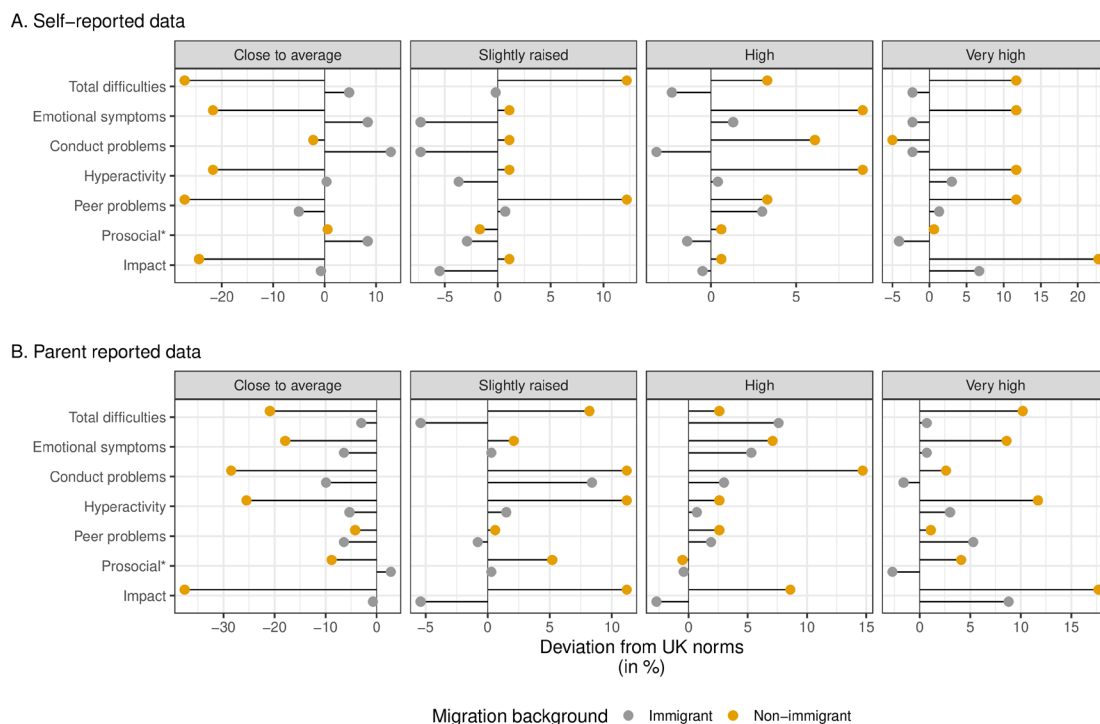 A. Self−reported data
Close to average Slightly raised High Very high
Total difficulties
Emotional symptoms
Conduct problems
Hyperactivity
Peer problems
Prosocial*
Impact
−20 −10 0 10 −5 0 5 10 0 5 −5 0 5 10 15 20
B. Parent reported data
Close to average Slightly raised High Very high
Total difficulties
Emotional symptoms
Conduct problems
Hyperactivity
Peer problems
Prosocial*
Impact
−30 −20 −10 0 −5 0 5 10 0 5 10 15 0 5 10 15
Deviation from UK norms
(in %)
Migration background Immigrant Non−immigrant